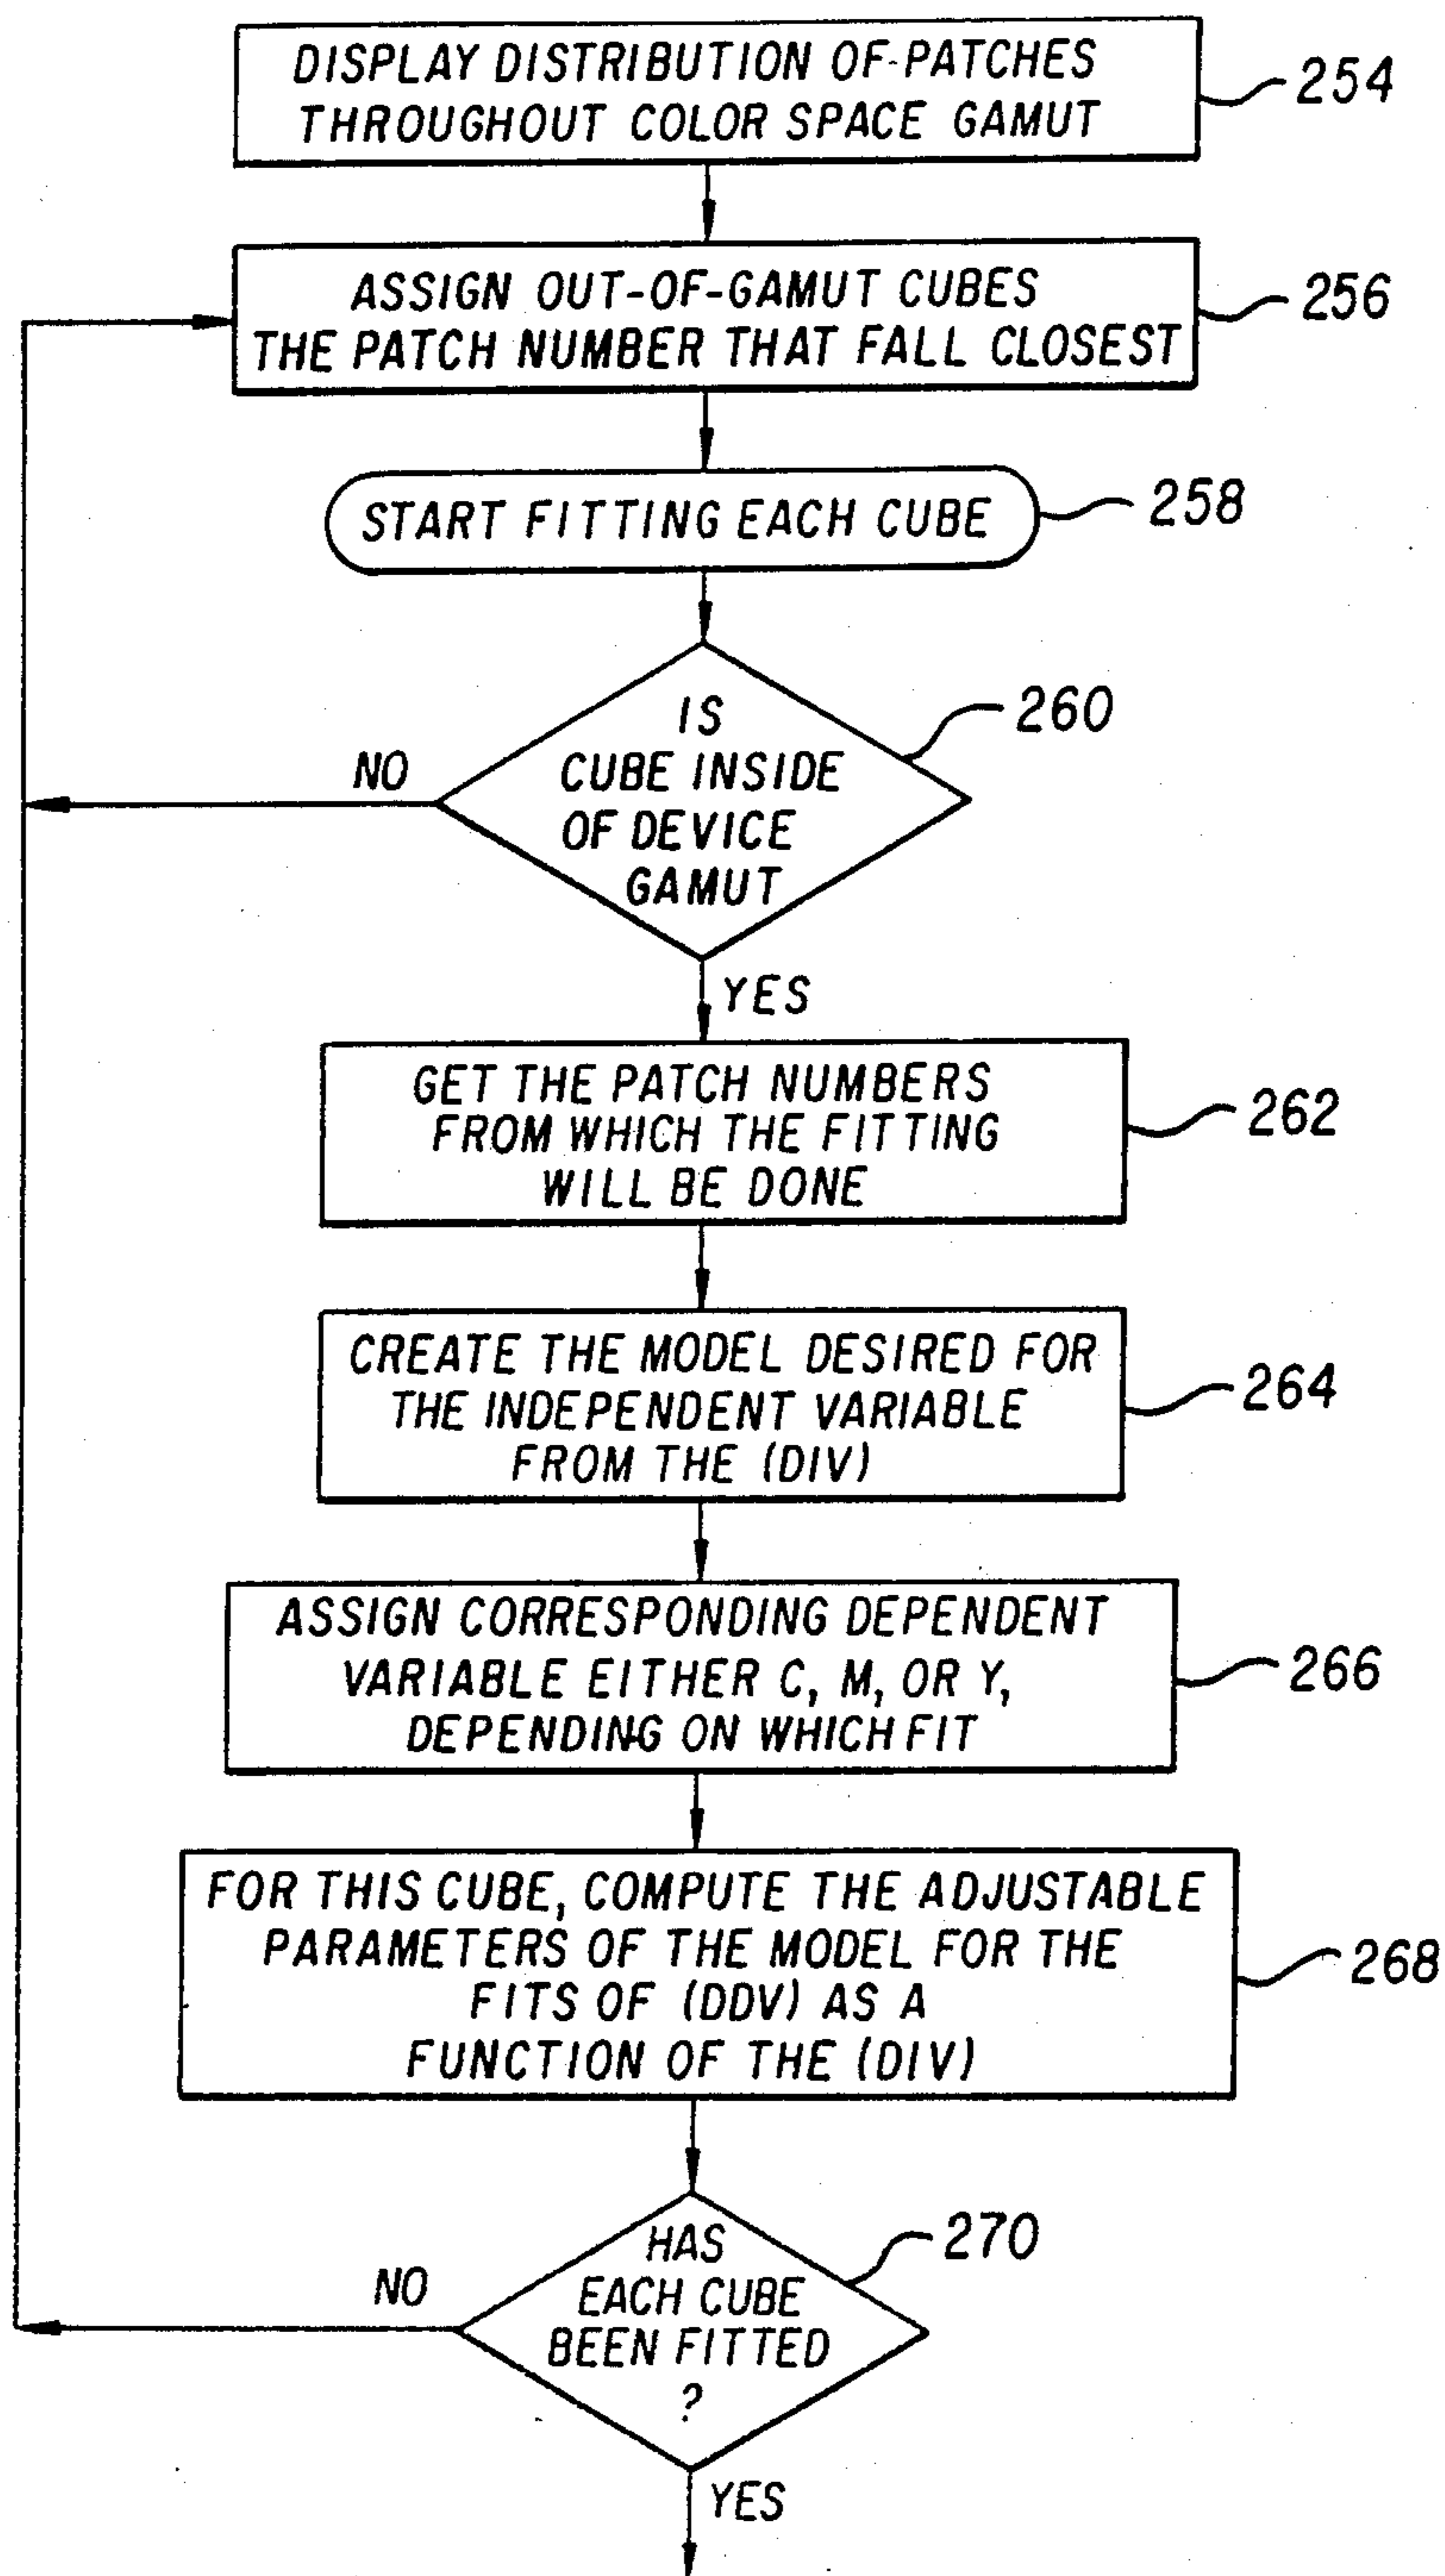 DISPLAY DISTRIBUTION OF PATCHES
THROUGHOUT COLOR SPACE GAMUT
254
ASSIGN OUT-OF-GAMUT CUBES
THE PATCH NUMBER THAT FALL CLOSEST
256
START FITTING EACH CUBE
258
IS
CUBE INSIDE
OF DEVICE
GAMUT
260
NO
YES
GET THE PATCH NUMBERS
FROM WHICH THE FITTING
WILL BE DONE
262
CREATE THE MODEL DESIRED FOR
THE INDEPENDENT VARIABLE
FROM THE (DIV)
264
ASSIGN CORRESPONDING DEPENDENT
VARIABLE EITHER C, M, OR Y,
DEPENDING ON WHICH FIT
266
FOR THIS CUBE, COMPUTE THE ADJUSTABLE
PARAMETERS OF THE MODEL FOR THE
FITS OF (DDV) AS A
FUNCTION OF THE (DIV)
268
HAS
EACH CUBE
BEEN FITTED
?
270
NO
YES